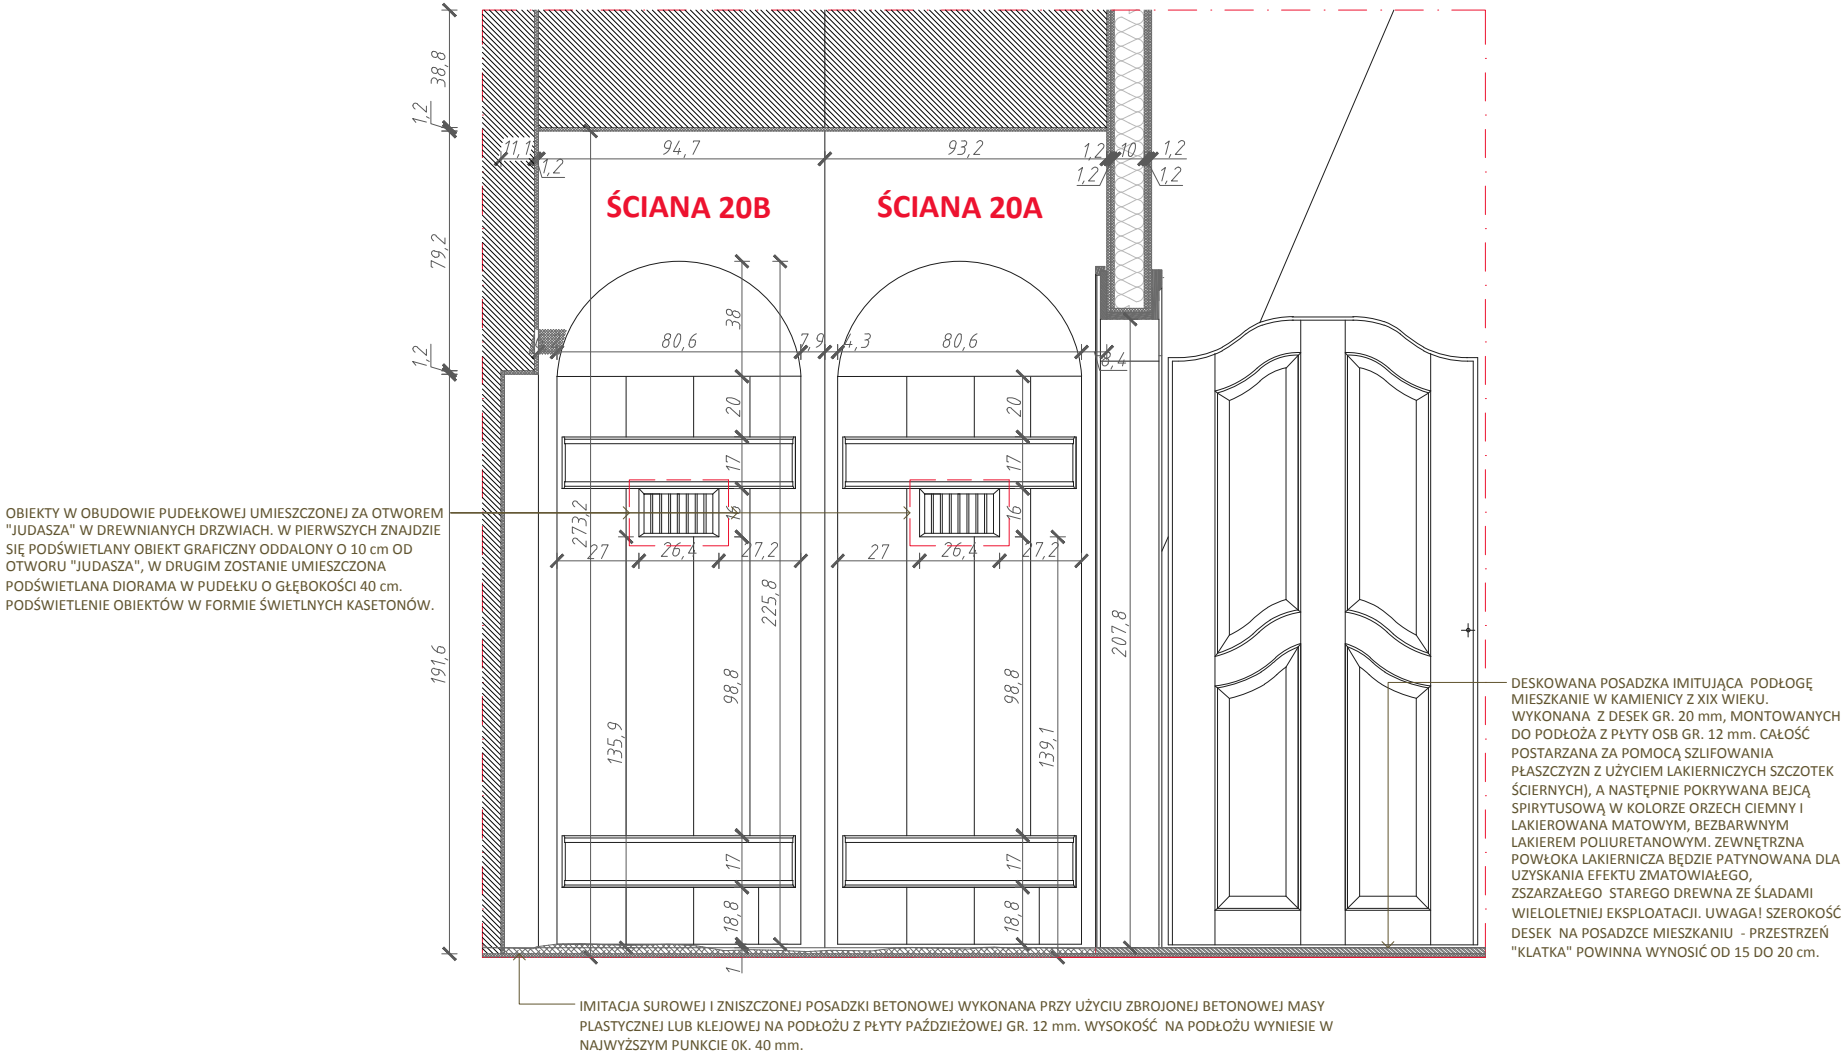 38,8
1,2
11,1
1,2
94,7
93,2
1,2
10
1,2
1,2
1,2
ŚCIANA 20B
ŚCIANA 20A
79,2
38
1,2
80,6
7,9
4,3
80,6
8,4
20
20
17
17
OBIEKTY W OBUDOWIE PUDEŁKOWEJ UMIESZCZONEJ ZA OTWOREM
"JUDASZA" W DREWNIANYCH DRZWIACH. W PIERWSZYCH ZNAJDZIE
SIĘ PODŚWIETLANY OBIEKT GRAFICZNY ODDALONY O 10 cm OD
OTWORU "JUDASZA", W DRUGIM ZOSTANIE UMIESZCZONA
PODŚWIETLANA DIORAMA W PUDEŁKU O GŁĘBOKOŚCI 40 cm.
PODŚWIETLENIE OBIEKTÓW W FORMIE ŚWIETLNYCH KASETONÓW.
273,2
16
16
27
26,4
27,2
27
26,4
27,2
225,8
207,8
191,6
98,8
98,8
135,9
139,1
DESKOWANA POSADZKA IMITUJĄCA PODŁOGĘ
MIESZKANIE W KAMIENICY Z XIX WIEKU.
WYKONANA Z DESEK GR. 20 mm, MONTOWANYCH
DO PODŁOŻA Z PŁYTY OSB GR. 12 mm. CAŁOŚĆ
POSTARZANA ZA POMOCĄ SZLIFOWANIA
PŁASZCZYZN Z UŻYCIEM LAKIERNICZYCH SZCZOTEK
ŚCIERNYCH), A NASTĘPNIE POKRYWANA BEJCĄ
SPIRYTUSOWĄ W KOLORZE ORZECH CIEMNY I
LAKIEROWANA MATOWYM, BEZBARWNYM
LAKIEREM POLIURETANOWYM. ZEWNĘTRZNA
POWŁOKA LAKIERNICZA BĘDZIE PATYNOWANA DLA
UZYSKANIA EFEKTU ZMATOWIAŁEGO,
ZSZARZAŁEGO STAREGO DREWNA ZE ŚLADAMI
WIELOLETNIEJ EKSPLOATACJI. UWAGA! SZEROKOŚĆ
DESEK NA POSADZCE MIESZKANIU - PRZESTRZEŃ
"KLATKA" POWINNA WYNOSIĆ OD 15 DO 20 cm.
17
17
18,8
18,8
1
IMITACJA SUROWEJ I ZNISZCZONEJ POSADZKI BETONOWEJ WYKONANA PRZY UŻYCIU ZBROJONEJ BETONOWEJ MASY
PLASTYCZNEJ LUB KLEJOWEJ NA PODŁOŻU Z PŁYTY PAŹDZIEŻOWEJ GR. 12 mm. WYSOKOŚĆ NA PODŁOŻU WYNIESIE W
NAJWYŻSZYM PUNKCIE 0K. 40 mm.